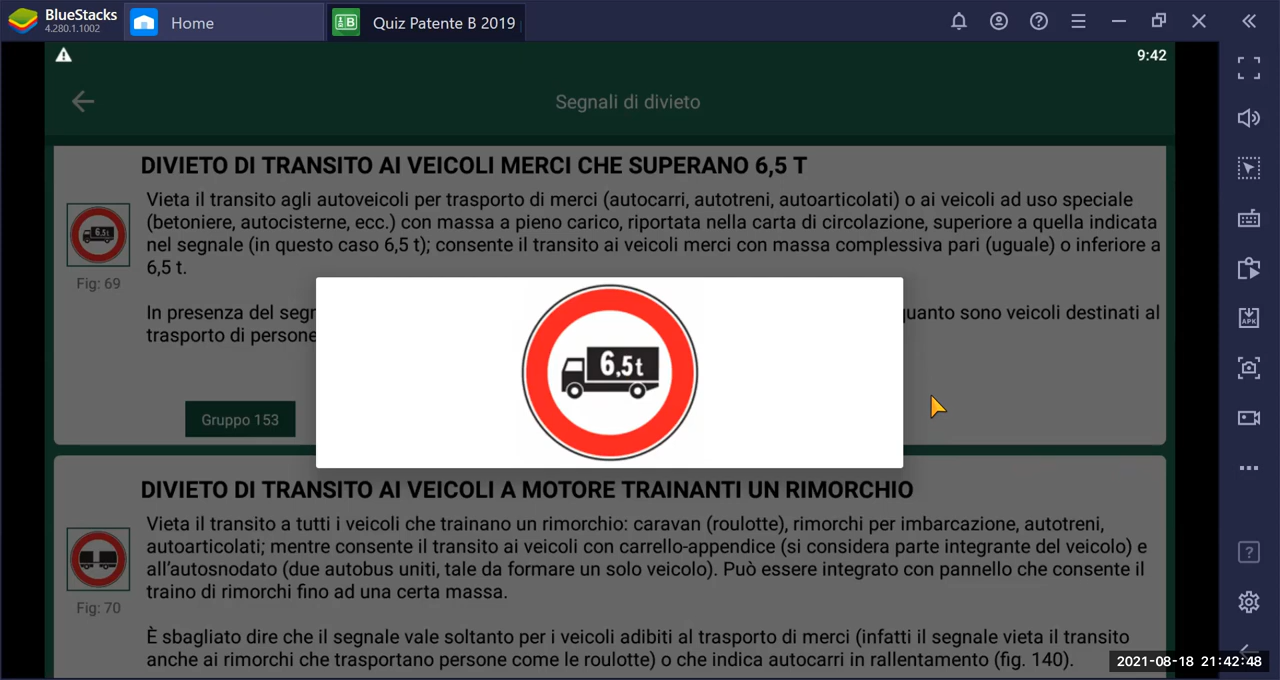 BlueStacks
4.280.1.1002
Home
Quiz Patente B 2019
9:42
Segnali di divieto
DIVIETO DI TRANSITO AI VEICOLI MERCI CHE SUPERANO 6,5 T
Vieta il transito agli autoveicoli per trasporto di merci (autocarri, autotreni, autoarticolati) o ai veicoli ad uso speciale
(betoniere, autocisterne, ecc.) con massa a pieno carico, riportata nella carta di circolazione, superiore a quella indicata
nel segnale (in questo caso 6,5 t); consente il transito ai veicoli merci con massa complessiva pari (uguale) o inferiore a
6,5 t.
6.5t
Fig: 69
In presenza del segr
quanto sono veicoli destinati al
trasporto di persone
6,5t
Gruppo 153
DIVIETO DI TRANSITO AI VEICOLI A MOTORE TRAINANTI UN RIMORCHIO
Vieta il transito a tutti i veicoli che trainano un rimorchio: caravan (roulotte), rimorchi per imbarcazione, autotreni,
autoarticolati; mentre consente il transito ai veicoli con carrello-appendice (si considera parte integrante del veicolo) e
all'autosnodato (due autobus uniti, tale da formare un solo veicolo). Può essere integrato con pannello che consente il
traino di rimorchi fino ad una certa massa.
Fig: 70
È sbagliato dire che il segnale vale soltanto per i veicoli adibiti al trasporto di merci (infatti il segnale vieta il transito
anche ai rimorchi che trasportano persone come le roulotte) o che indica autocarri in rallentamento (fig. 140).
APK
2021-08-18 21:42:48